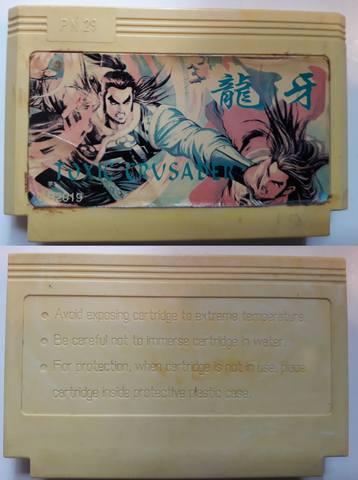 PN 29
龍牙
TOXIC CRUSADER
2019
Avoid exposing cartridge to extreme temperature.
Be careful not to immerse cartridge in water.
For protection, when cartridge is not in use, place
cartridge inside protective plastic case.